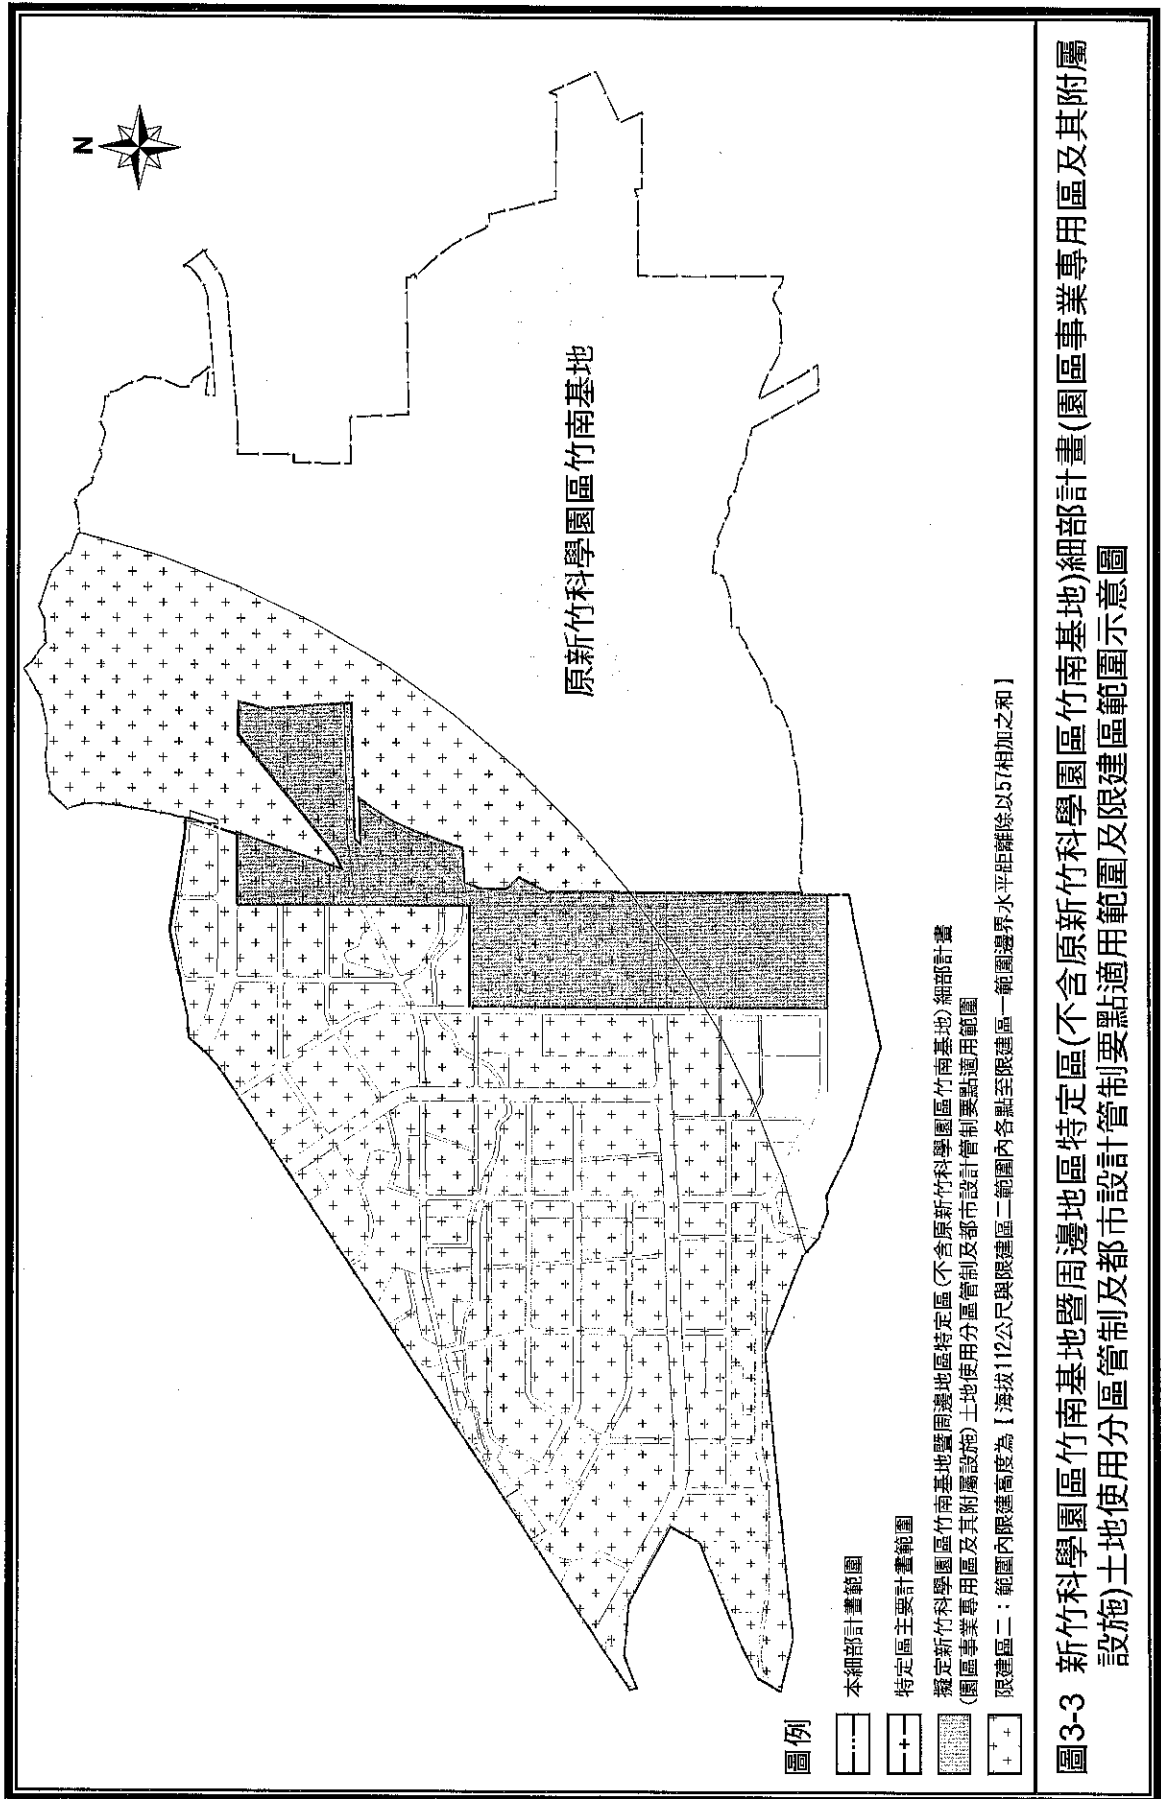 N
原新竹科學園區竹南基地
圖例
本細部計畫範圍
特定區主要計畫範圍
擬定新竹科學園區竹南基地暨周邊地區特定區(不含原新竹科學園區竹南基地)細部計畫
(園區事業專用區及其附屬設施)土地使用分區管制及都市設計管制要點適用範圍
限建區二：範圍內限建高度為【海拔112公尺與限建區二範圍內各點至限建區一範圍邊界水平距離除以57相加之和】
圖3-3 新竹科學園區竹南基地暨周邊地區特定區(不含原新竹科學園區竹南基地)細部計畫(園區事業專用區及其附屬
設施)土地使用分區管制及都市設計管制要點適用範圍及限建區範圍示意圖